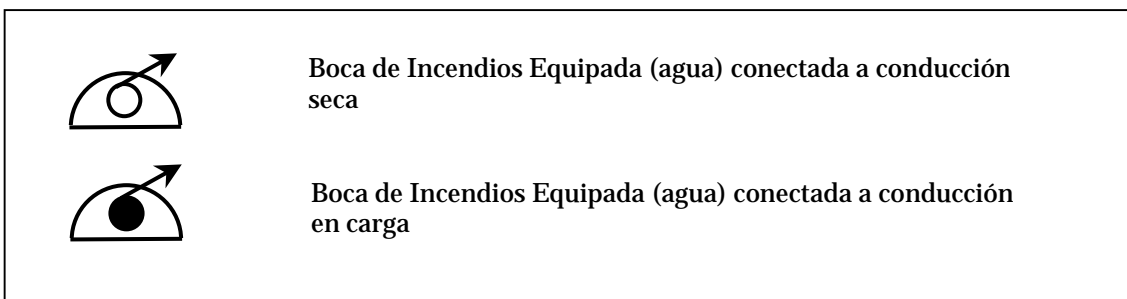 Boca de Incendios Equipada (agua) conectada a conducción
seca
Boca de Incendios Equipada (agua) conectada a conducción
en carga